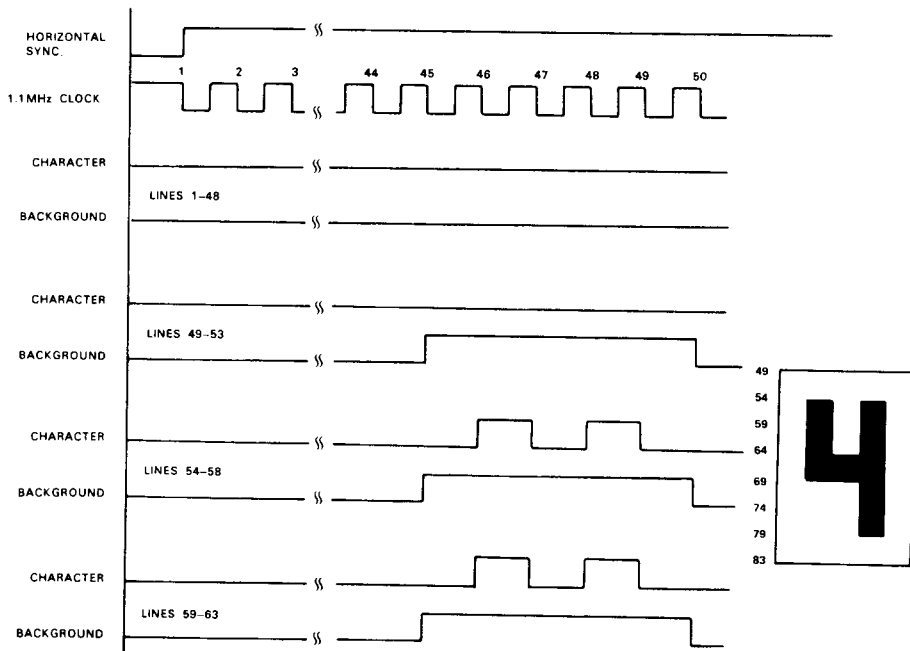 HORIZONTAL
SYNC.
1 2 3 44 45 46 47 48 49 50
1.1MHz CLOCK
CHARACTER
LINES 1–48
BACKGROUND
CHARACTER
LINES 49–53
BACKGROUND
49
54
59
CHARACTER
64
LINES 54–58
69
BACKGROUND
74
79
83
CHARACTER
LINES 59–63
BACKGROUND
4